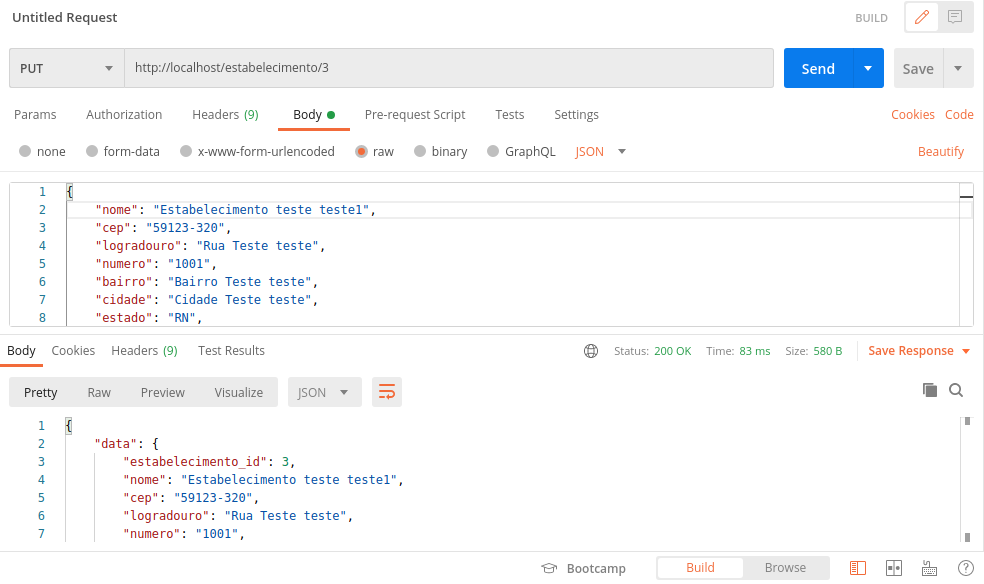 Untitled Request BUILD
PUT http://localhost/estabelecimento/3 Send Save
Params Authorization Headers (9) Body Pre-request Script Tests Settings Cookies Code
none form-data x-www-form-urlencoded raw binary GraphQL JSON Beautify
1 {
2 "nome": "Estabelecimento teste teste1",
3 "cep": "59123-320",
4 "logradouro": "Rua Teste teste",
5 "numero": "1001",
6 "bairro": "Bairro Teste teste",
7 "cidade": "Cidade Teste teste",
8 "estado": "RN",
Body Cookies Headers (9) Test Results Status: 200 OK Time: 83 ms Size: 580 B Save Response
Pretty Raw Preview Visualize JSON
1 {
2 "data": {
3 "estabelecimento_id": 3,
4 "nome": "Estabelecimento teste teste1",
5 "cep": "59123-320",
6 "logradouro": "Rua Teste teste",
7 "numero": "1001",
Bootcamp Build Browse ?